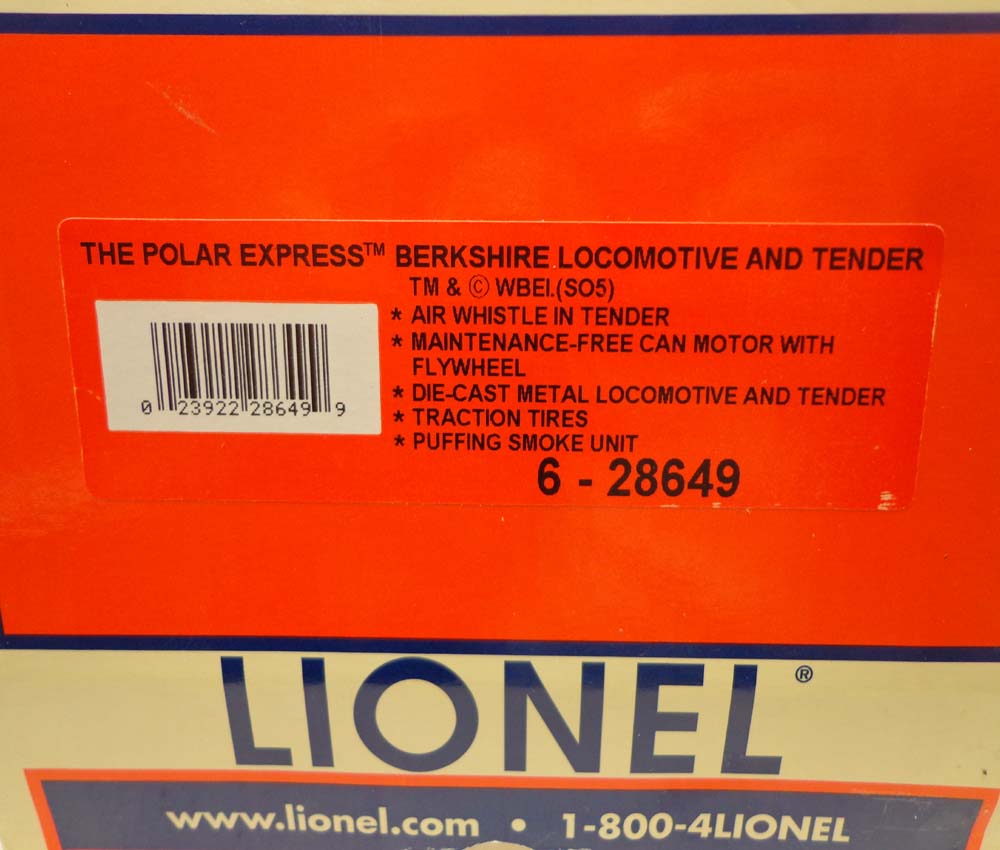 THE POLAR EXPRESS™ BERKSHIRE LOCOMOTIVE AND TENDER
TM & © WBEI.(S05)
* AIR WHISTLE IN TENDER
* MAINTENANCE-FREE CAN MOTOR WITH
FLYWHEEL
* DIE-CAST METAL LOCOMOTIVE AND TENDER
* TRACTION TIRES
* PUFFING SMOKE UNIT
6 - 28649
0 23922 28649 9
LIONEL®
www.lionel.com • 1-800-4LIONEL